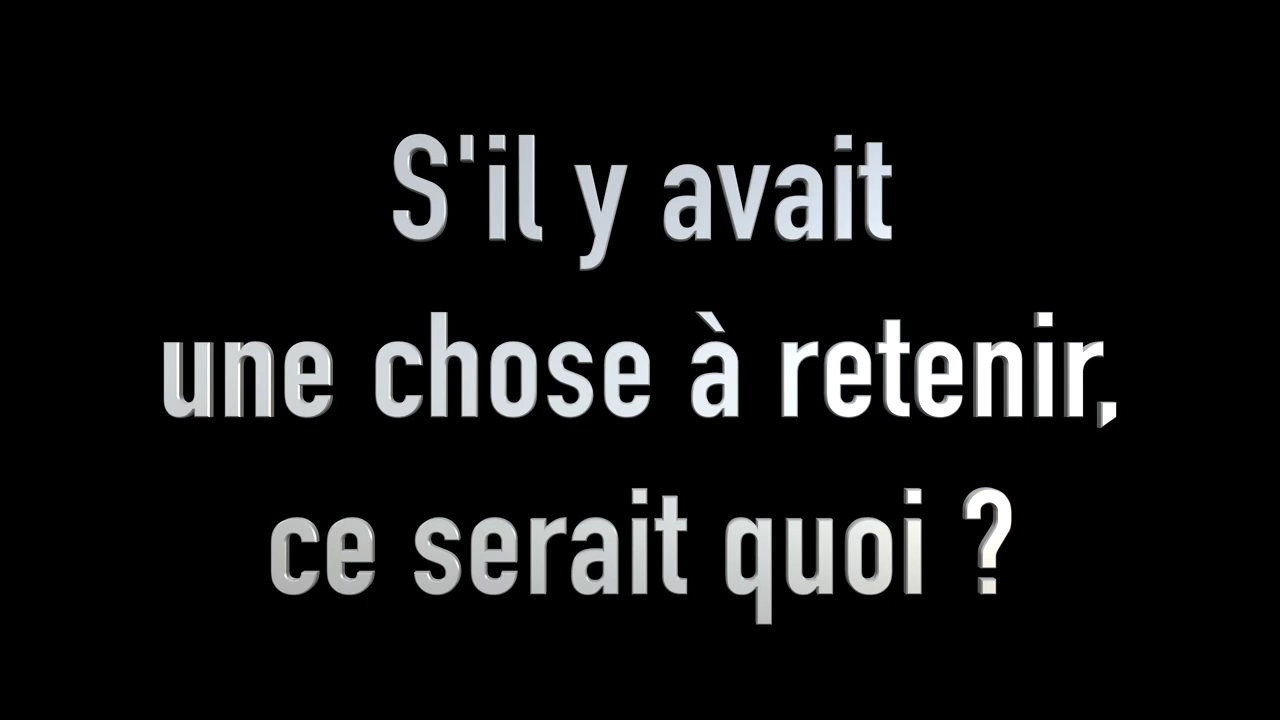 S'il y avait
une chose à retenir,
ce serait quoi ?